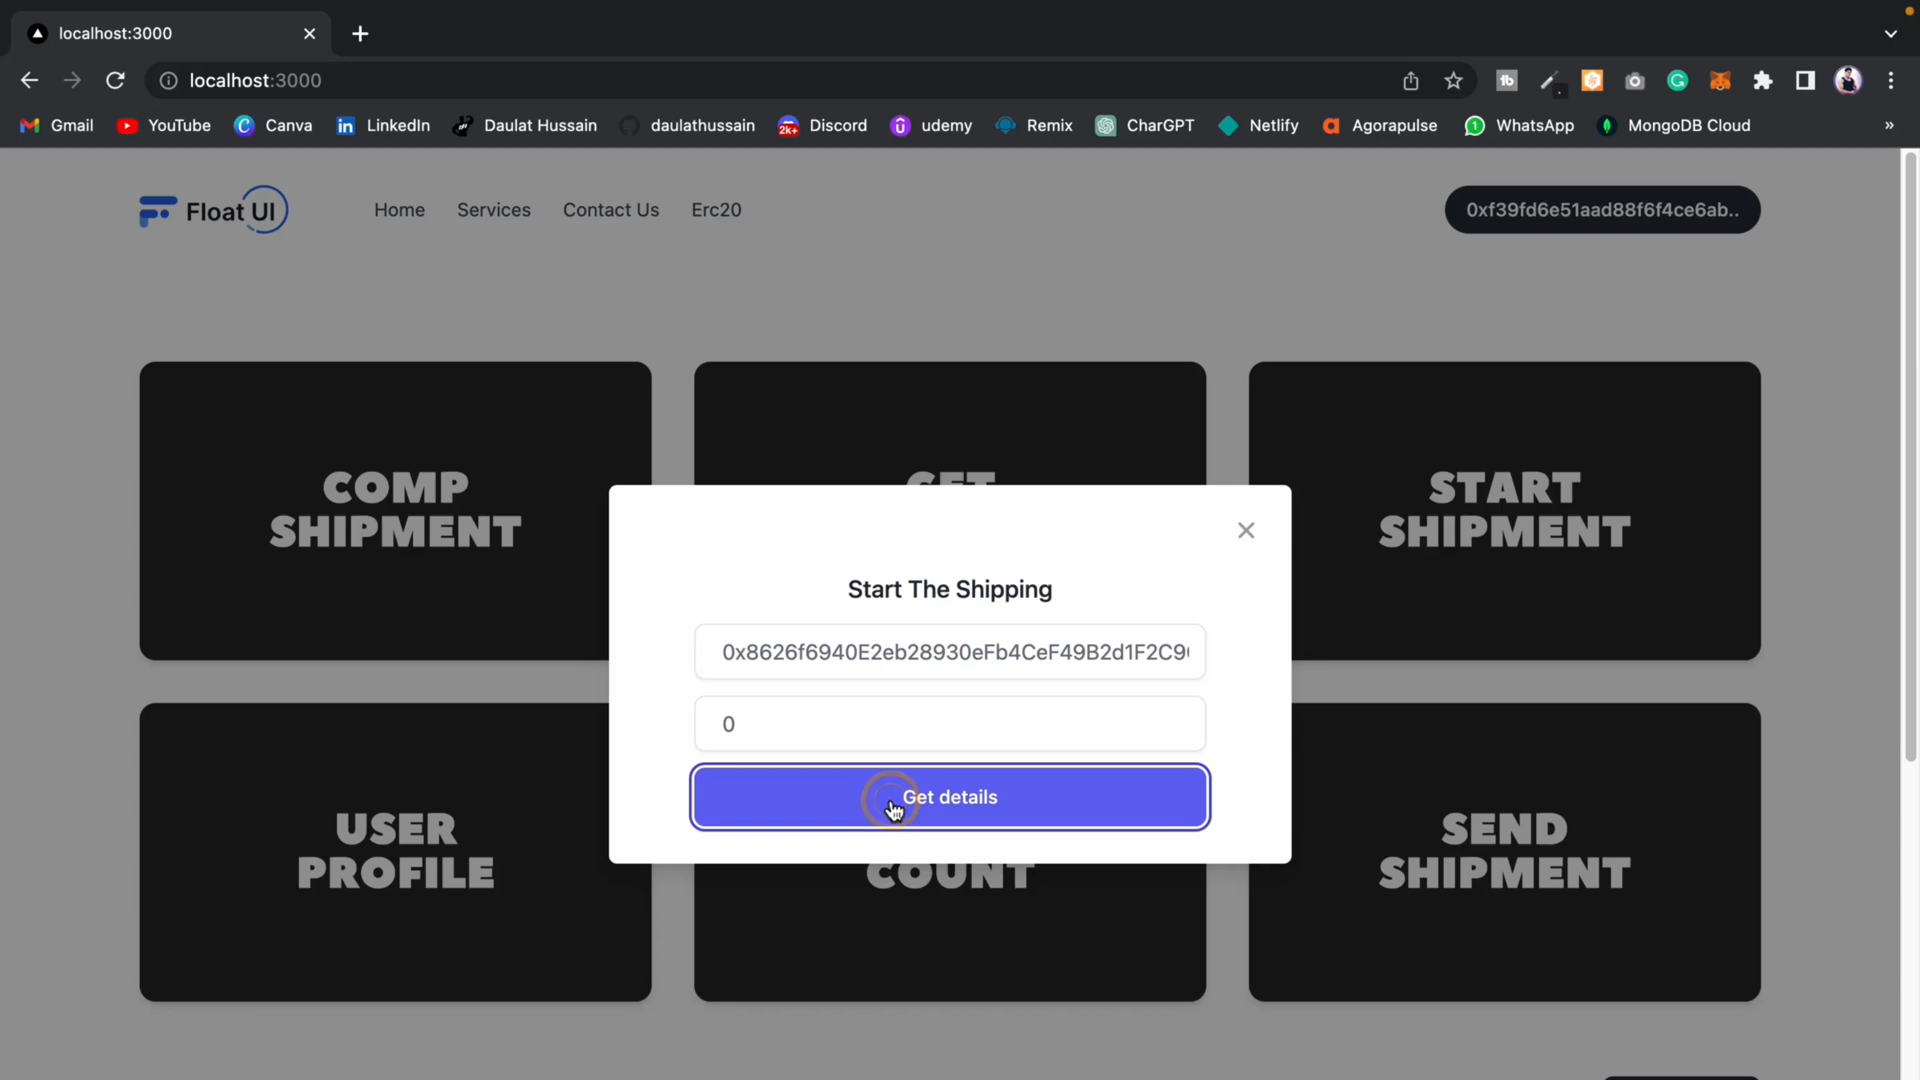 localhost:3000
localhost:3000
Gmail YouTube Canva LinkedIn Daulat Hussain daulathussain Discord udemy Remix CharGPT Netlify Agorapulse WhatsApp MongoDB Cloud »
Float UI Home Services Contact Us Erc20 0xf39fd6e51aad88f6f4ce6ab..
COMP
SHIPMENT
GET
START
SHIPMENT
Start The Shipping
0x8626f6940E2eb28930eFb4CeF49B2d1F2C9
0
Get details
USER
PROFILE
COUNT
SEND
SHIPMENT